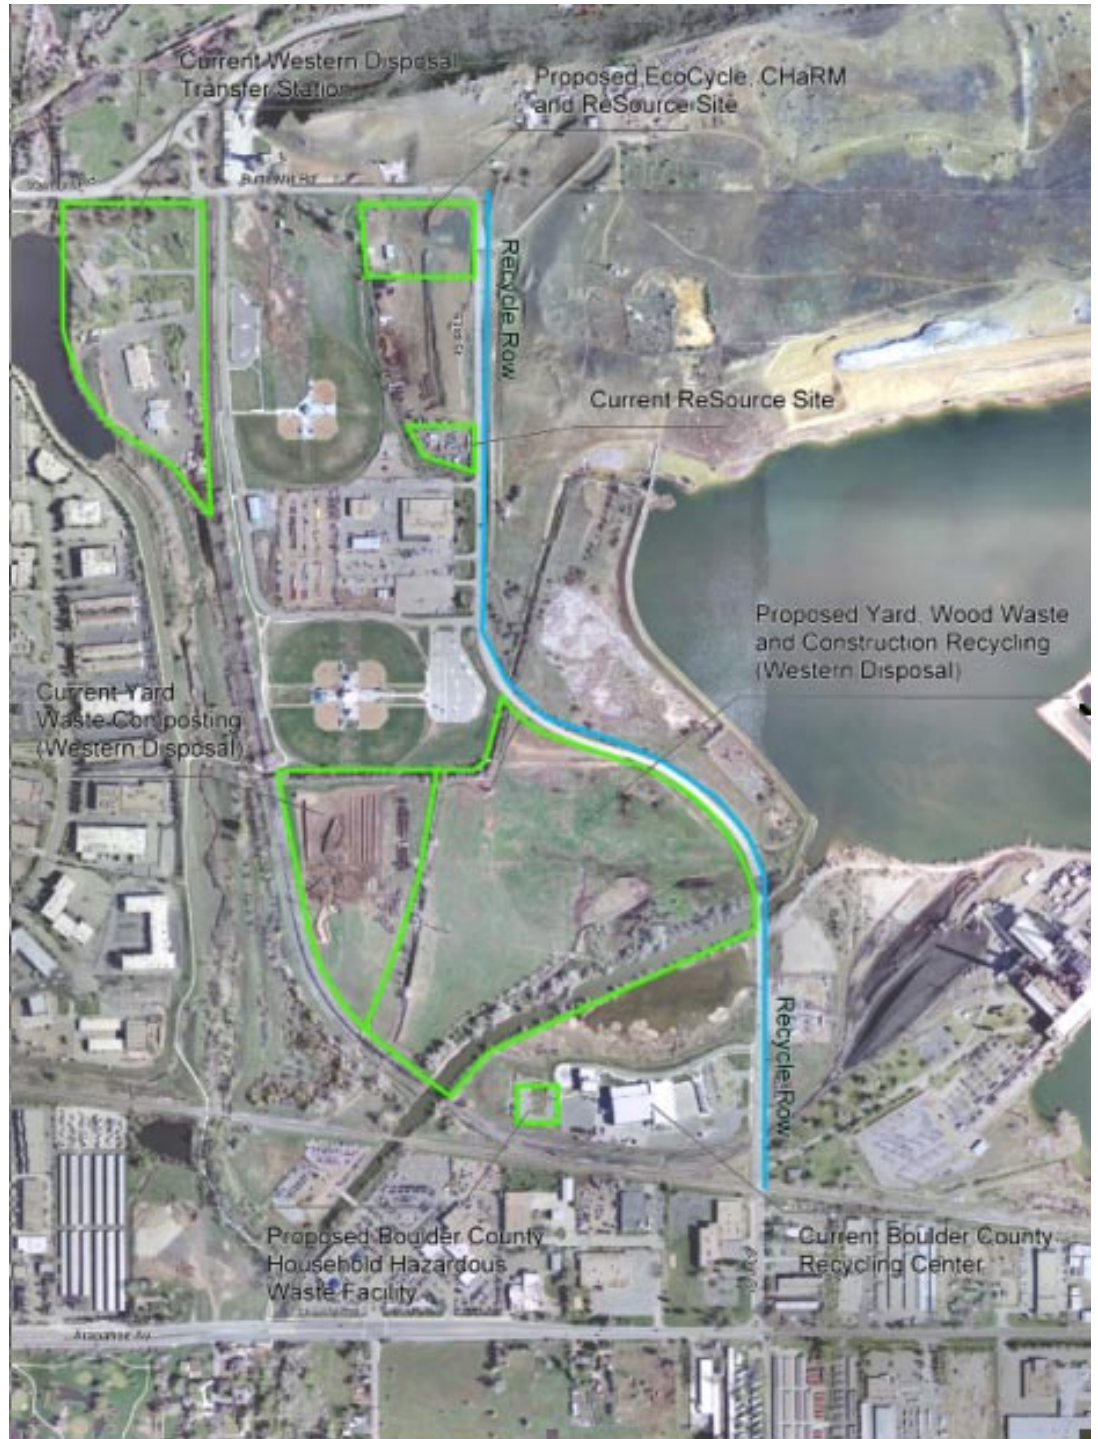 Current Western Disposal
Transfer Station
Proposed EcoCycle, CHaRM
and ReSource Site
Recycle Row
Current ReSource Site
Proposed Yard, Wood Waste
and Construction Recycling
(Western Disposal)
Current Yard
Waste Composting
(Western Disposal)
Recycle Row
Proposed Boulder County
Household Hazardous
Waste Facility
Current Boulder County
Recycling Center
Arapahoe Av